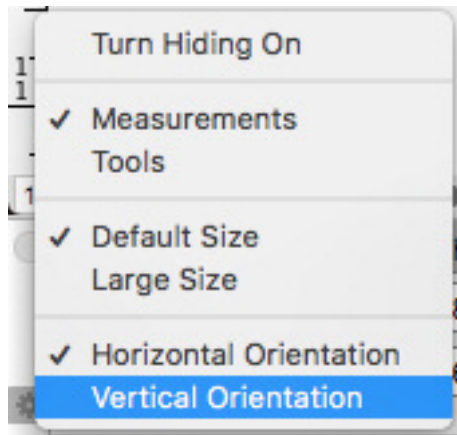 Turn Hiding On
✓ Measurements
Tools
✓ Default Size
Large Size
✓ Horizontal Orientation
Vertical Orientation